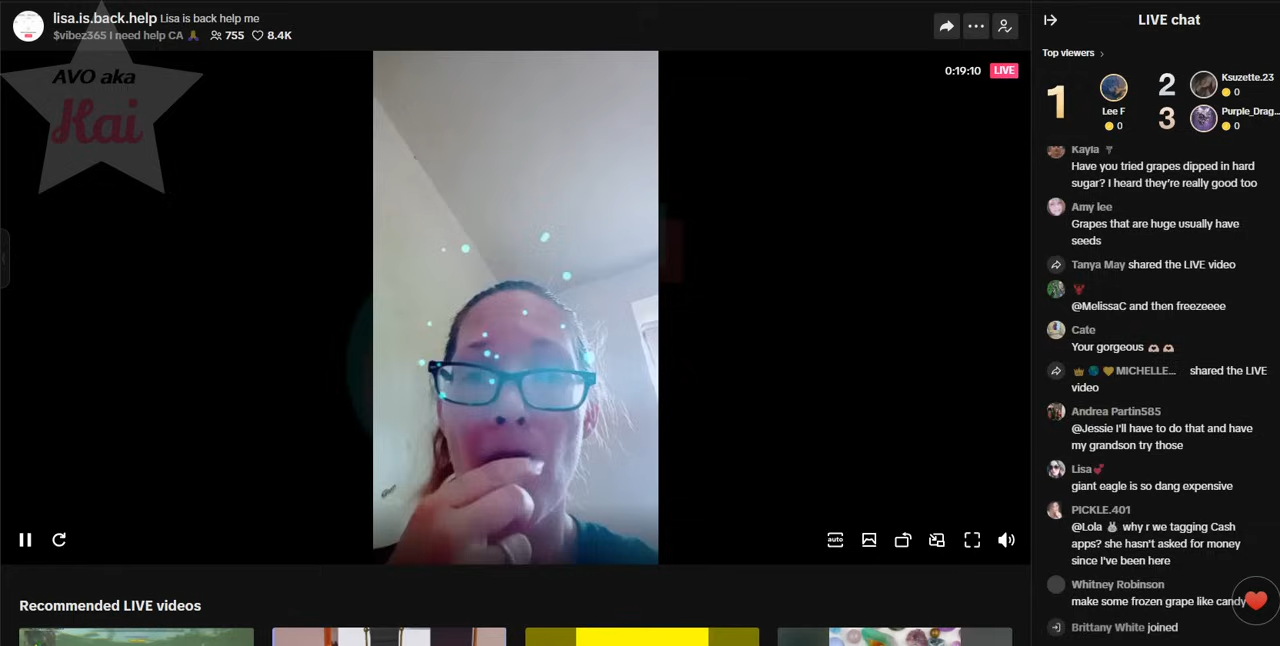 lisa.is.back.help Lisa is back help me
$vibez365 I need help CA 755 8.4K
AVO aka
Kai
0:19:10 LIVE
auto
Recommended LIVE videos
LIVE chat
Top viewers
1 2 Ksuzette.23
0
Lee F 3 Purple_Drag...
0 0
Kayla
Have you tried grapes dipped in hard
sugar? I heard they're really good too
Amy lee
Grapes that are huge usually have
seeds
Tanya May shared the LIVE video
@MelissaC and then freezeeee
Cate
Your gorgeous
MICHELLE... shared the LIVE
video
Andrea Partin585
@Jessie I'll have to do that and have
my grandson try those
Lisa
giant eagle is so dang expensive
PICKLE.401
@Lola why r we tagging Cash
apps? she hasn't asked for money
since I've been here
Whitney Robinson
make some frozen grape like candy
Brittany White joined